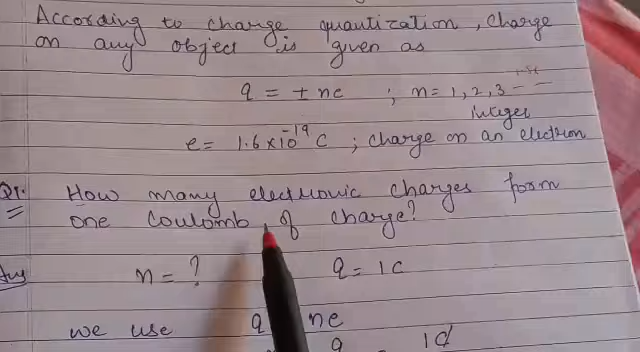 According to charge quantization, charge
on any object is given as
q = ± ne ; n = 1, 2, 3 - -
integer
e = 1.6×10⁻¹⁹ C ; charge on an electron
Q1. How many electronic charges form
one Coulomb of charge?
Ans n = ? q = 1C
we use q ne
q 1C